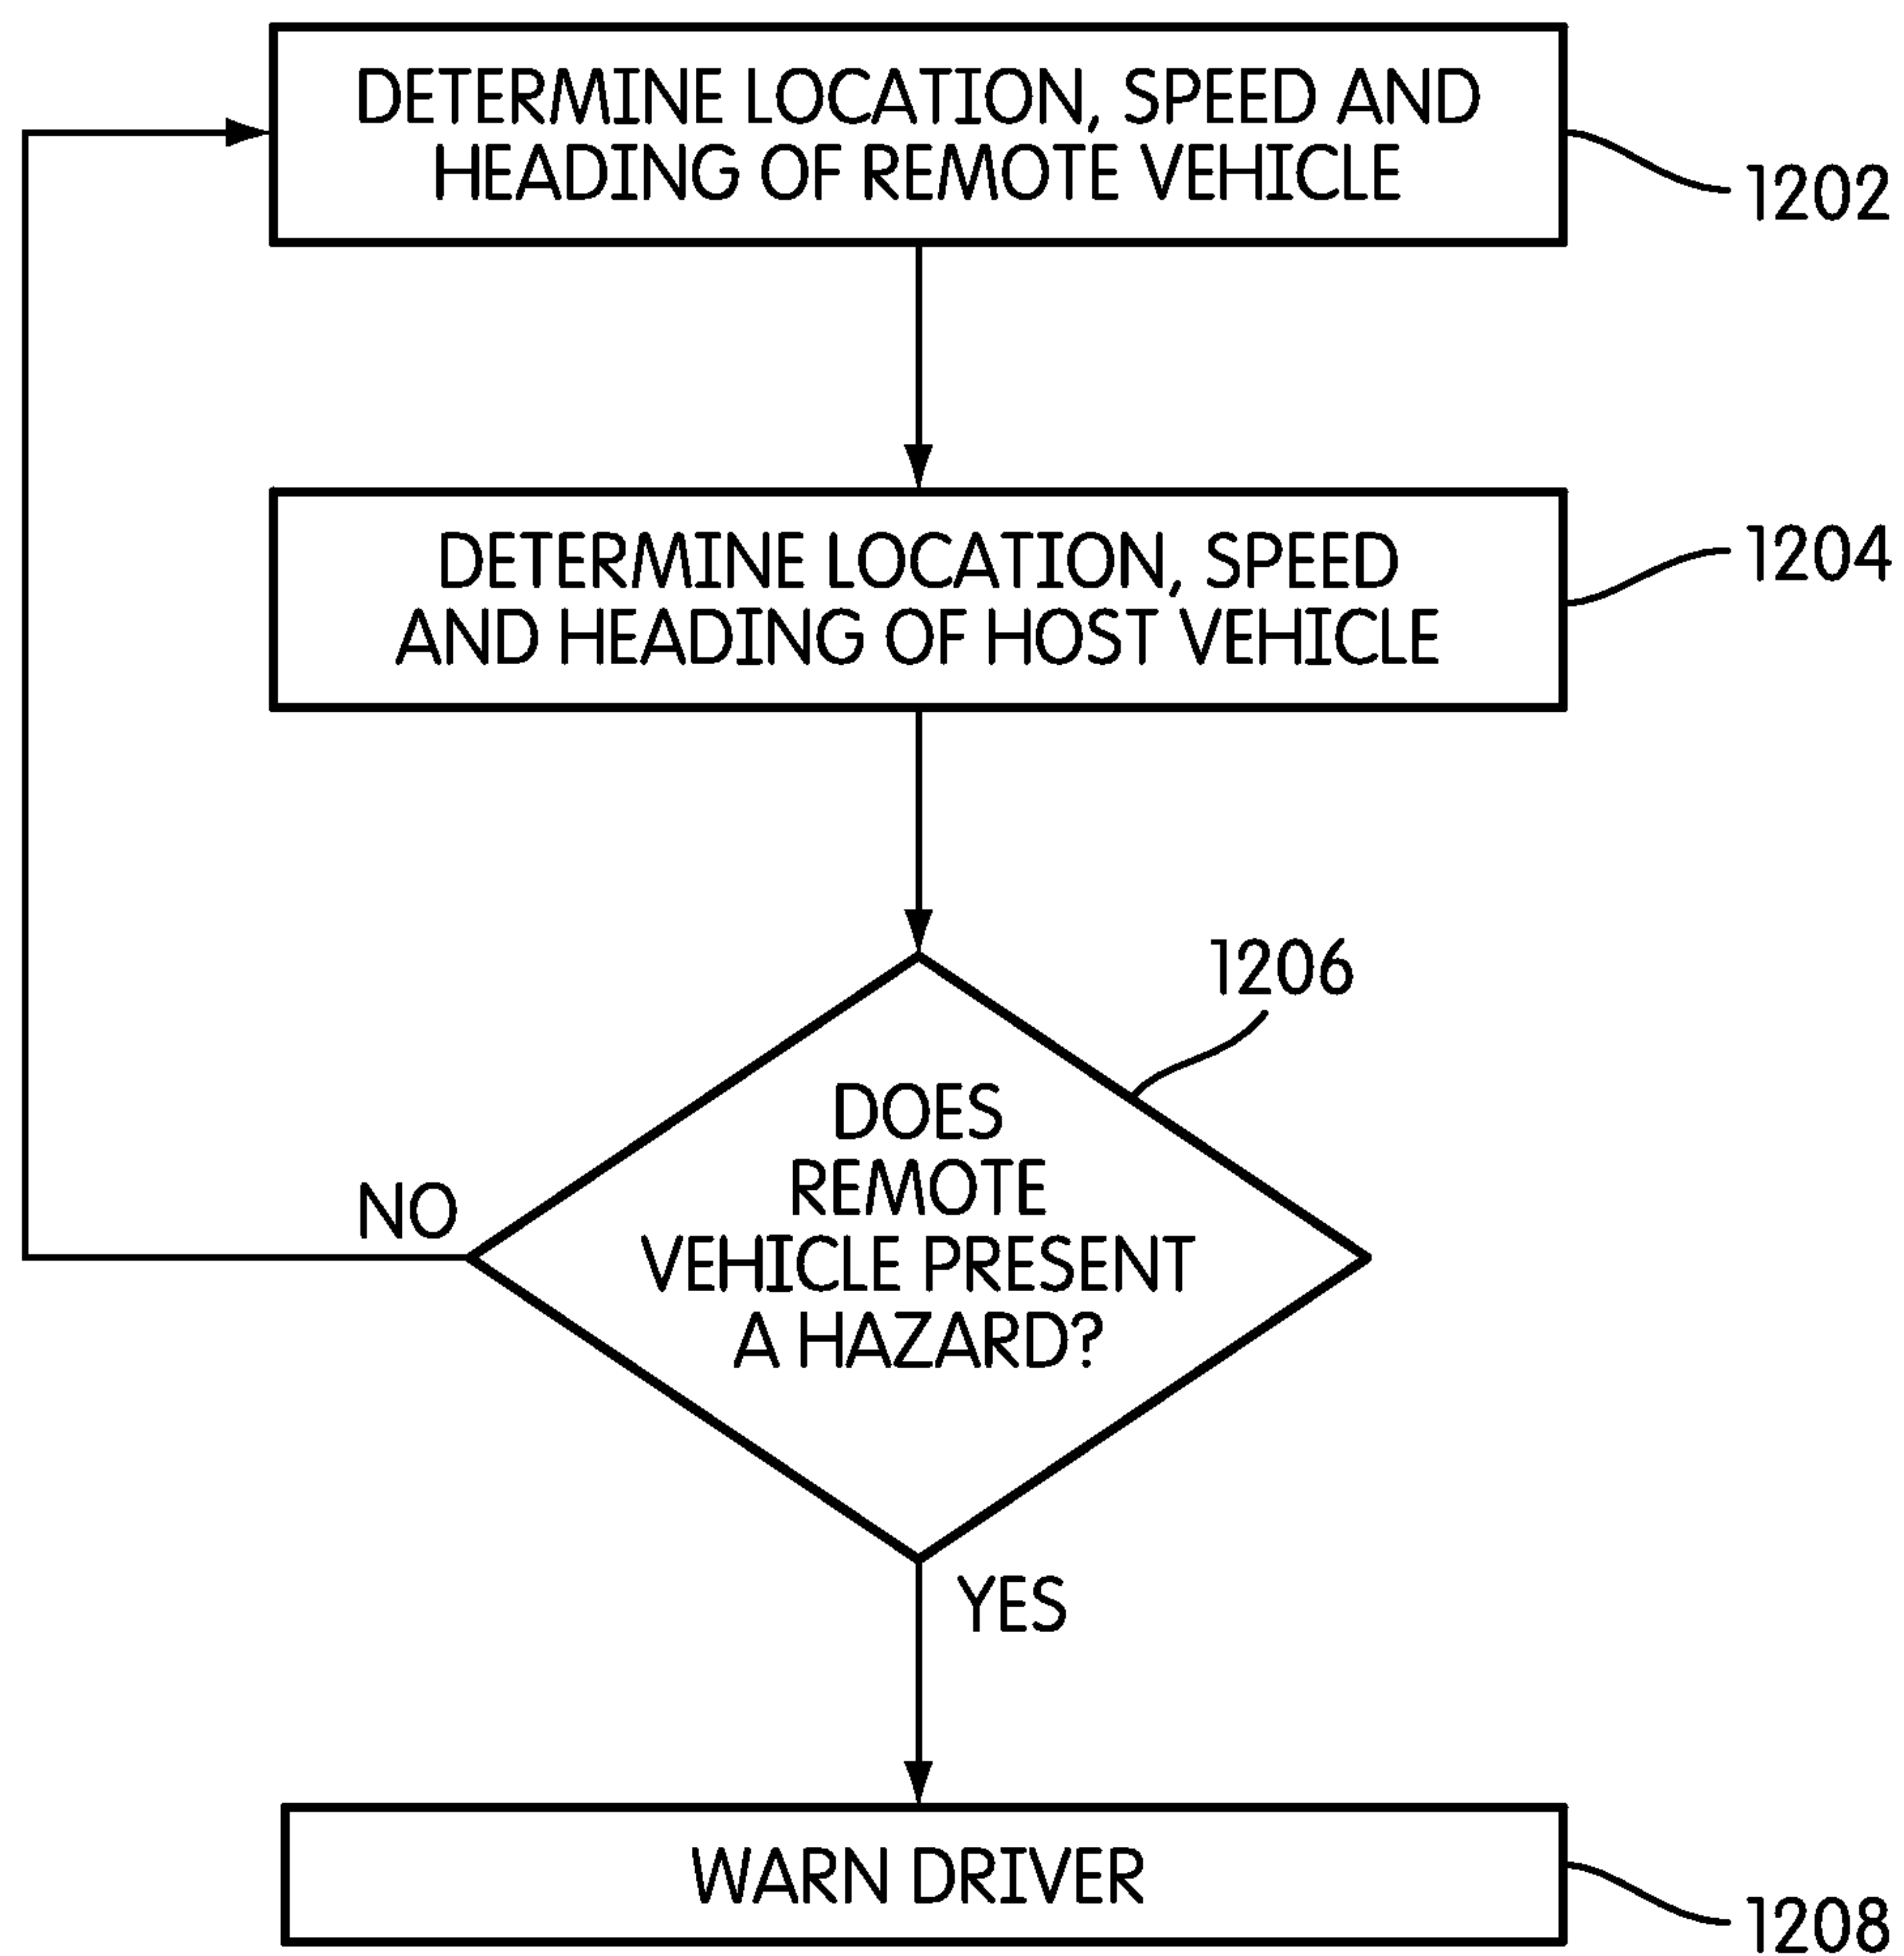 DETERMINE LOCATION, SPEED AND
HEADING OF REMOTE VEHICLE
1202
DETERMINE LOCATION, SPEED
AND HEADING OF HOST VEHICLE
1204
1206
DOES
REMOTE
VEHICLE PRESENT
A HAZARD?
NO
YES
WARN DRIVER
1208